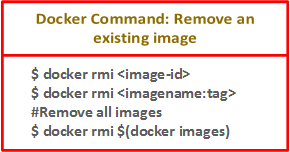 Docker Command: Remove an
existing image
$ docker rmi <image-id>
$ docker rmi <imagename:tag>
#Remove all images
$ docker rmi $(docker images)